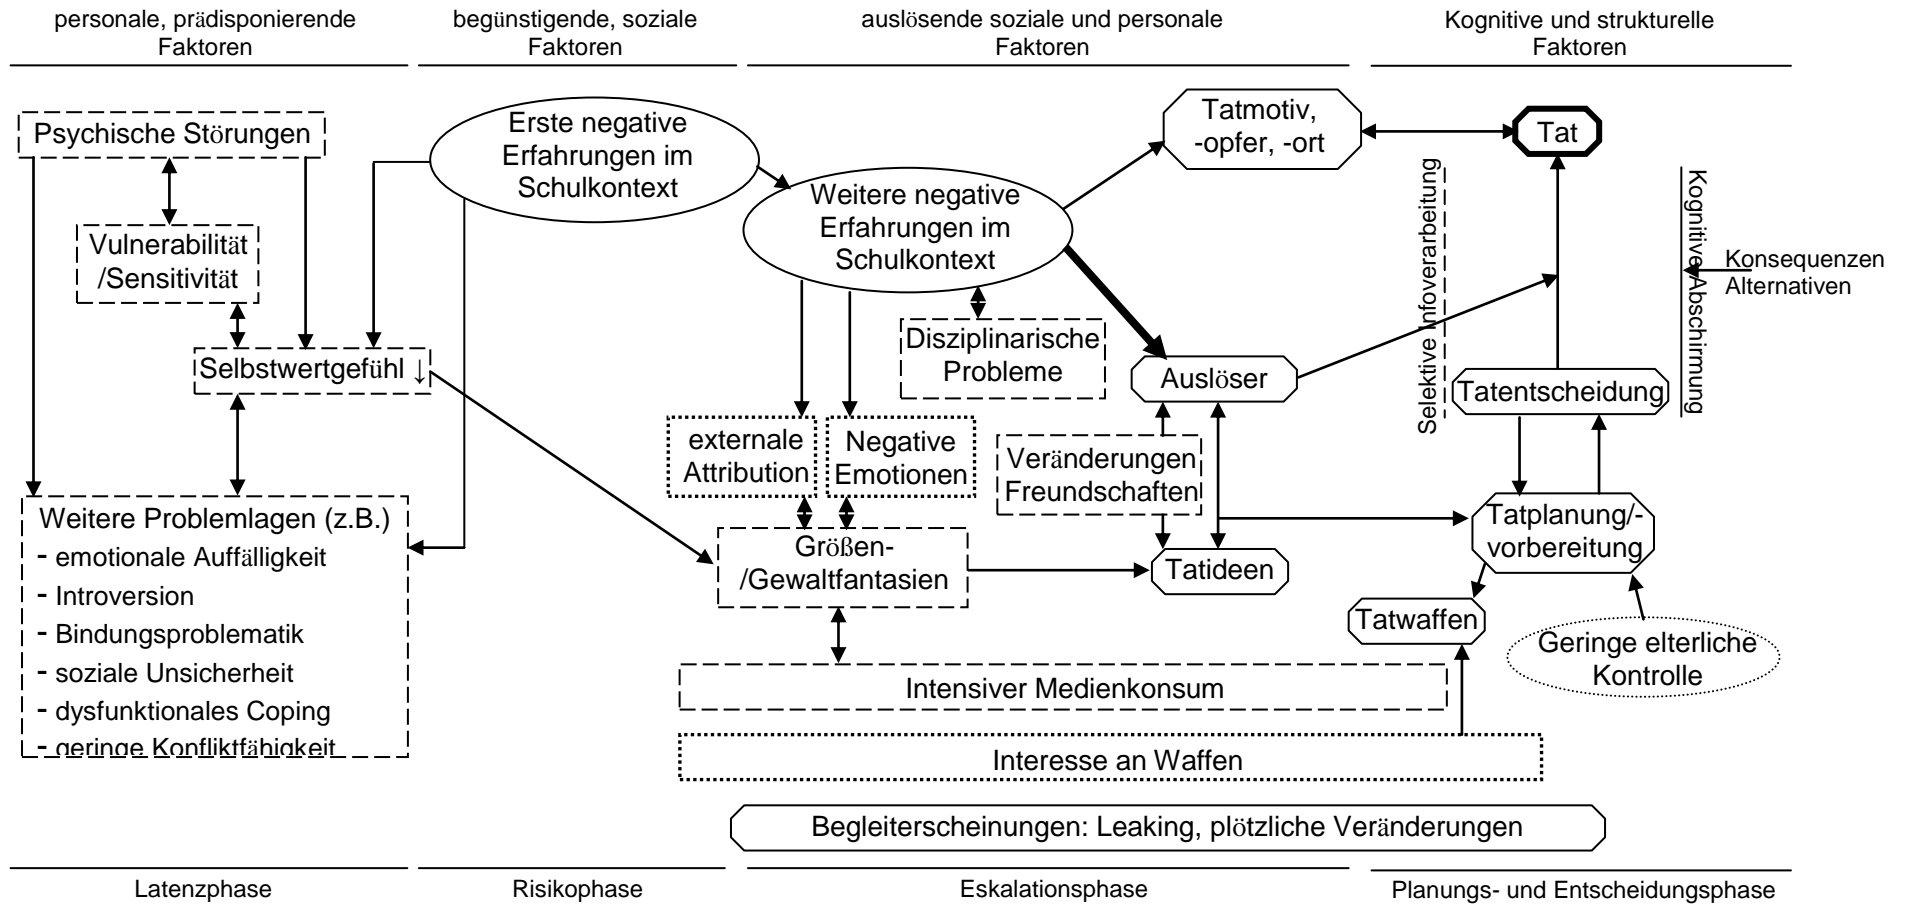 personale, prädisponierende
Faktoren
begünstigende, soziale
Faktoren
auslösende soziale und personale
Faktoren
Kognitive und strukturelle
Faktoren
Psychische Störungen
Vulnerabilität
/Sensitivität
Selbstwertgefühl ↓
Weitere Problemlagen (z.B.)
- emotionale Auffälligkeit
- Introversion
- Bindungsproblematik
- soziale Unsicherheit
- dysfunktionales Coping
- geringe Konfliktfähigkeit
Erste negative
Erfahrungen im
Schulkontext
Weitere negative
Erfahrungen im
Schulkontext
Disziplinarische
Probleme
externale
Attribution
Negative
Emotionen
Größen-
/Gewaltfantasien
Veränderungen
Freundschaften
Tatmotiv,
-opfer, -ort
Auslöser
Tatideen
Tat
Selektive Infoverarbeitung
Kognitive Abschirmung
Konsequenzen
Alternativen
Tatentscheidung
Tatplanung/-
vorbereitung
Tatwaffen
Geringe elterliche
Kontrolle
Intensiver Medienkonsum
Interesse an Waffen
Begleiterscheinungen: Leaking, plötzliche Veränderungen
Latenzphase
Risikophase
Eskalationsphase
Planungs- und Entscheidungsphase